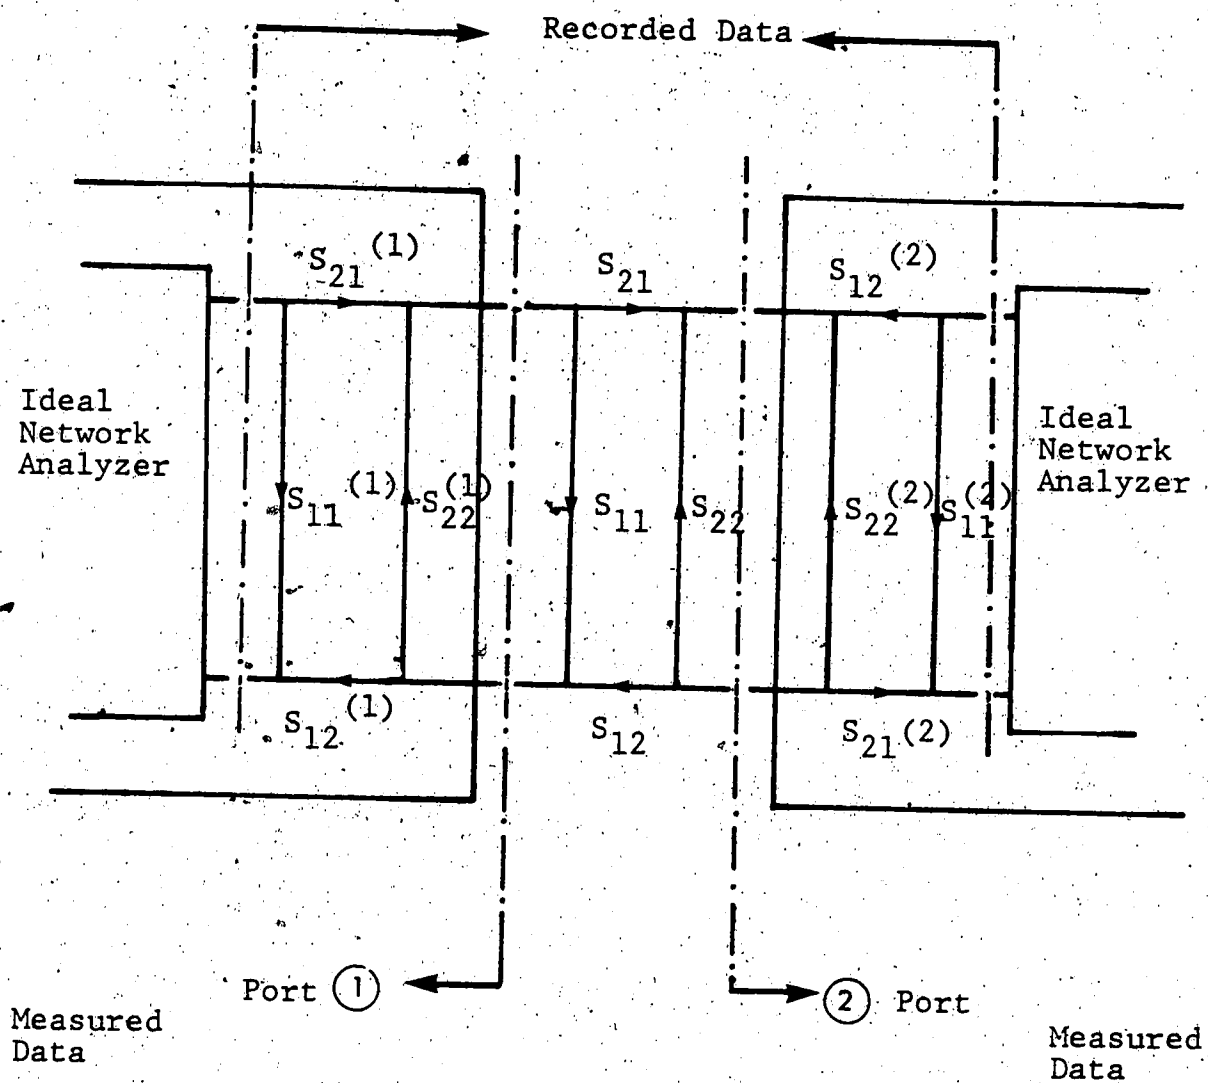 Recorded Data
S21(1)
S21
S12(2)
Ideal
Network
Analyzer
S11(1)
S22(1)
S11
S22
S22(2)
S11(2)
Ideal
Network
Analyzer
S12(1)
S12
S21(2)
Port 1
2 Port
Measured
Data
Measured
Data